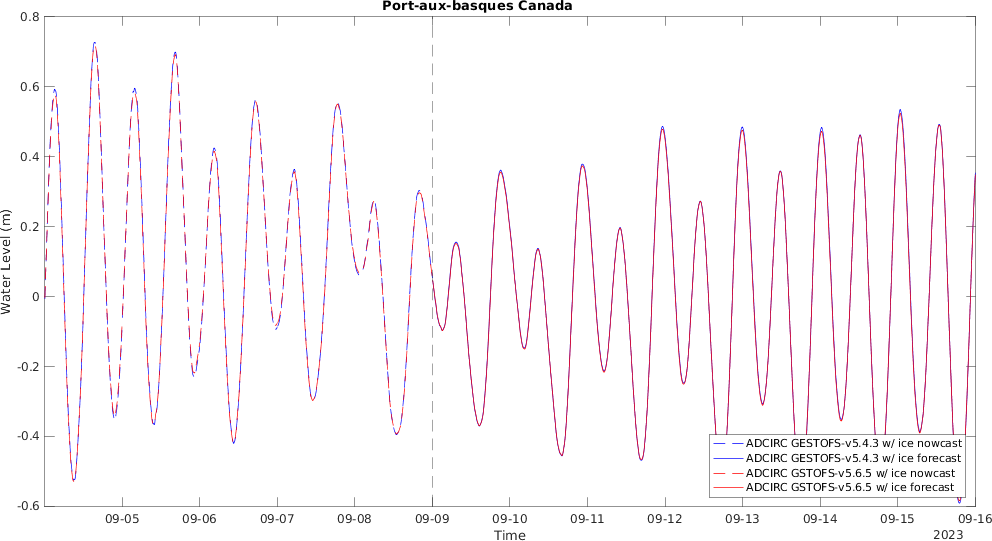 Port-aux-basques Canada
0.8
0.6
0.4
0.2
0
-0.2
-0.4
-0.6
Water Level (m)
ADCIRC GESTOFS-v5.4.3 w/ ice nowcast
ADCIRC GESTOFS-v5.4.3 w/ ice forecast
ADCIRC GSTOFS-v5.6.5 w/ ice nowcast
ADCIRC GSTOFS-v5.6.5 w/ ice forecast
09-05 09-06 09-07 09-08 09-09 09-10 09-11 09-12 09-13 09-14 09-15 09-16
Time
2023